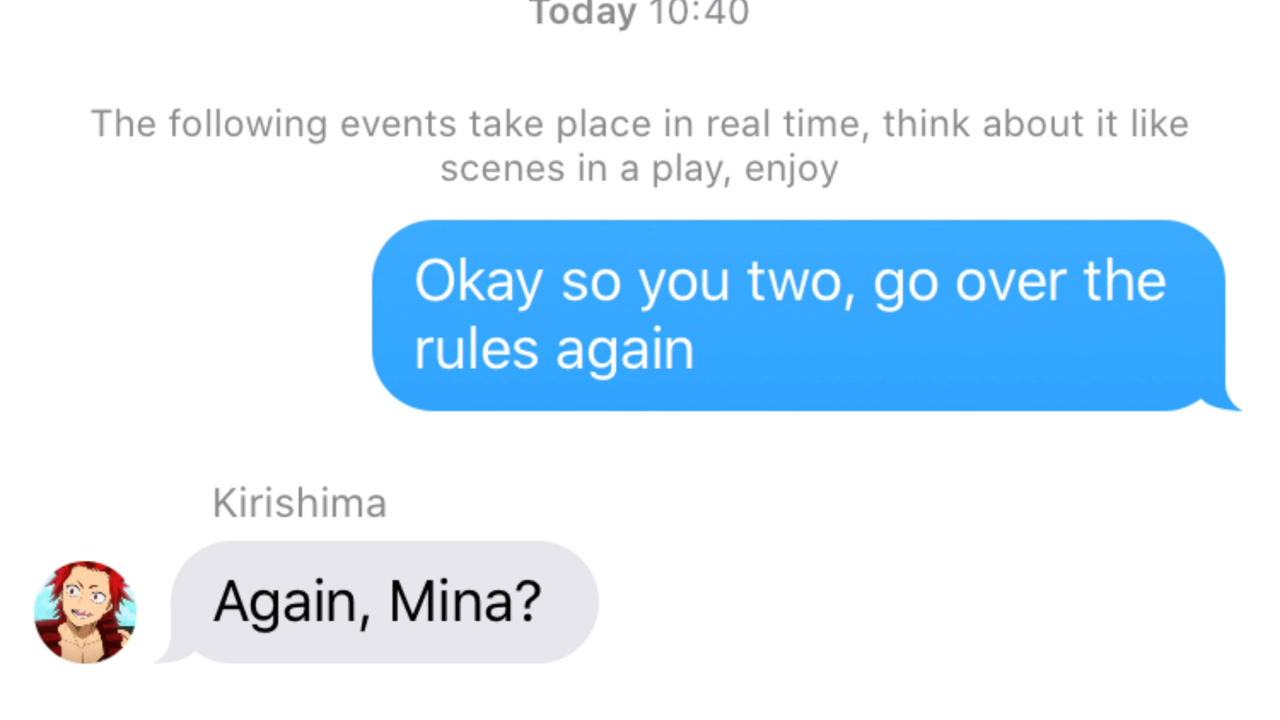 Today 10:40
The following events take place in real time, think about it like
scenes in a play, enjoy
Okay so you two, go over the
rules again
Kirishima
Again, Mina?